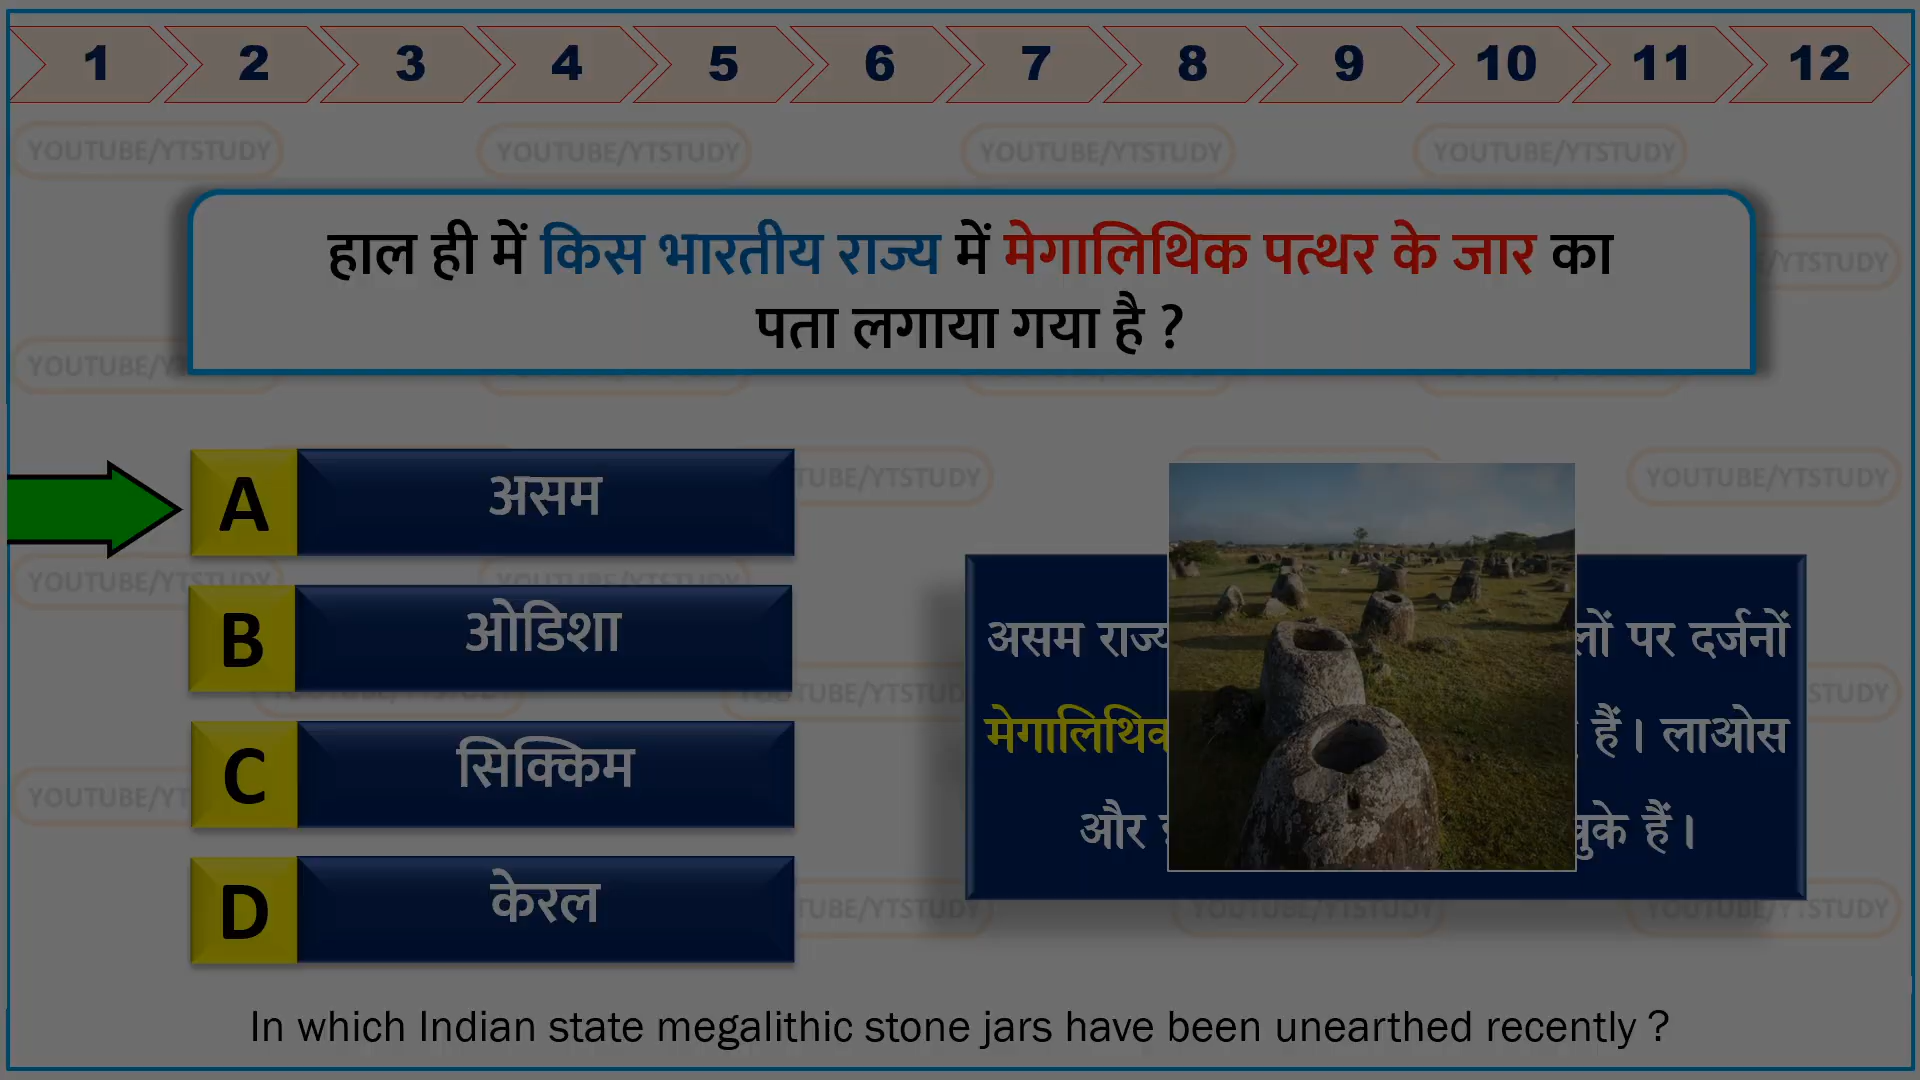 1 2 3 4 5 6 7 8 9 10 11 12
YOUTUBE/YTSTUDY YOUTUBE/YTSTUDY YOUTUBE/YTSTUDY YOUTUBE/YTSTUDY
हाल ही में किस भारतीय राज्य में मेगालिथिक पत्थर के जार का
पता लगाया गया है ?
A असम
B ओडिशा
C सिक्किम
D केरल
असम राज्य पर दर्जनों
मेगालिथिक हैं। लाओस
और चुके हैं।
In which Indian state megalithic stone jars have been unearthed recently ?